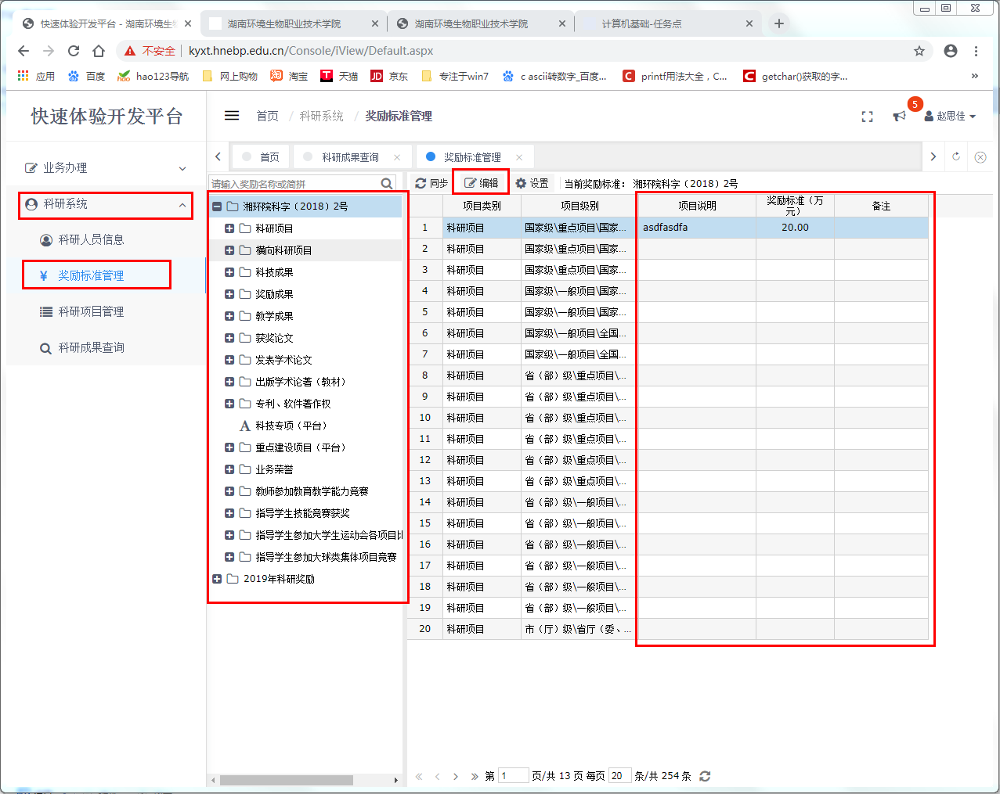 快速体验开发平台 - 湖南环境生物
湖南环境生物职业技术学院
湖南环境生物职业技术学院
计算机基础-任务点
不安全 | kyxt.hnebp.edu.cn/Console/iView/Default.aspx
应用 百度 hao123导航 网上购物 淘宝 天猫 京东 专注于win7 c ascii转数字_百度... printf用法大全，C... getchar()获取的字... »
快速体验开发平台
首页 / 科研系统 / 奖励标准管理
5
赵思佳
业务办理
科研系统
科研人员信息
¥ 奖励标准管理
科研项目管理
科研成果查询
首页 科研成果查询 × 奖励标准管理 ×
请输入奖励名称或简拼
同步 编辑 设置 当前奖励标准： 湘环院科字（2018）2号
湘环院科字（2018）2号
科研项目
横向科研项目
科技成果
奖励成果
教学成果
获奖论文
发表学术论文
出版学术论著（教材）
专利、软件著作权
A 科技专项（平台）
重点建设项目（平台）
业务荣誉
教师参加教育教学能力竞赛
指导学生技能竞赛获奖
指导学生参加大学生运动会各项目比
指导学生参加大球类集体项目竞赛
2019年科研奖励
项目类别 项目级别 项目说明 奖励标准（万元） 备注
1 科研项目 国家级\重点项目\国家... asdfasdfa 20.00
2 科研项目 国家级\重点项目\国家...
3 科研项目 国家级\重点项目\国家...
4 科研项目 国家级\一般项目\国家...
5 科研项目 国家级\一般项目\国家...
6 科研项目 国家级\一般项目\全国...
7 科研项目 国家级\一般项目\全国...
8 科研项目 省（部）级\重点项目\...
9 科研项目 省（部）级\重点项目\...
10 科研项目 省（部）级\重点项目\...
11 科研项目 省（部）级\重点项目\...
12 科研项目 省（部）级\重点项目\...
13 科研项目 省（部）级\重点项目\...
14 科研项目 省（部）级\一般项目\...
15 科研项目 省（部）级\一般项目\...
16 科研项目 省（部）级\一般项目\...
17 科研项目 省（部）级\一般项目\...
18 科研项目 省（部）级\一般项目\...
19 科研项目 省（部）级\一般项目\...
20 科研项目 市（厅）级\省厅（委、...
第 1 页/共 13 页 每页 20 条/共 254 条